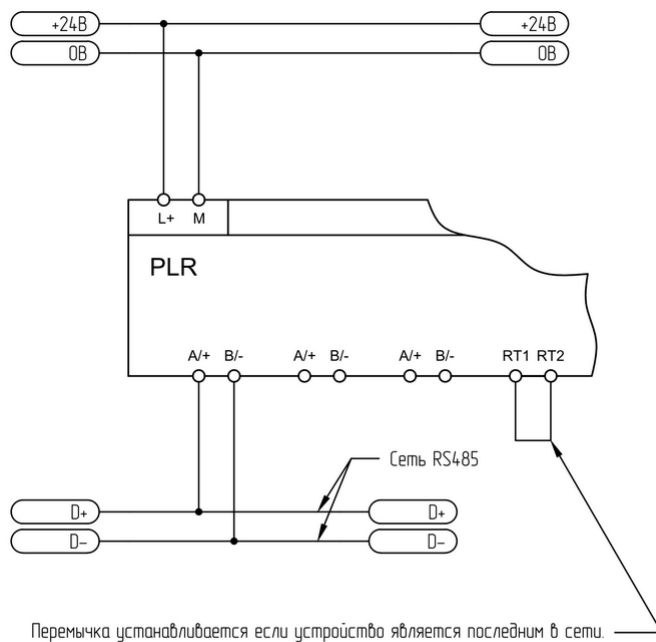 +24В +24В
0В 0В
L+ M
PLR
A/+ B/- A/+ B/- A/+ B/- RT1 RT2
Сеть RS485
D+ D+
D- D-
Перемычка устанавливается если устройство является последним в сети.